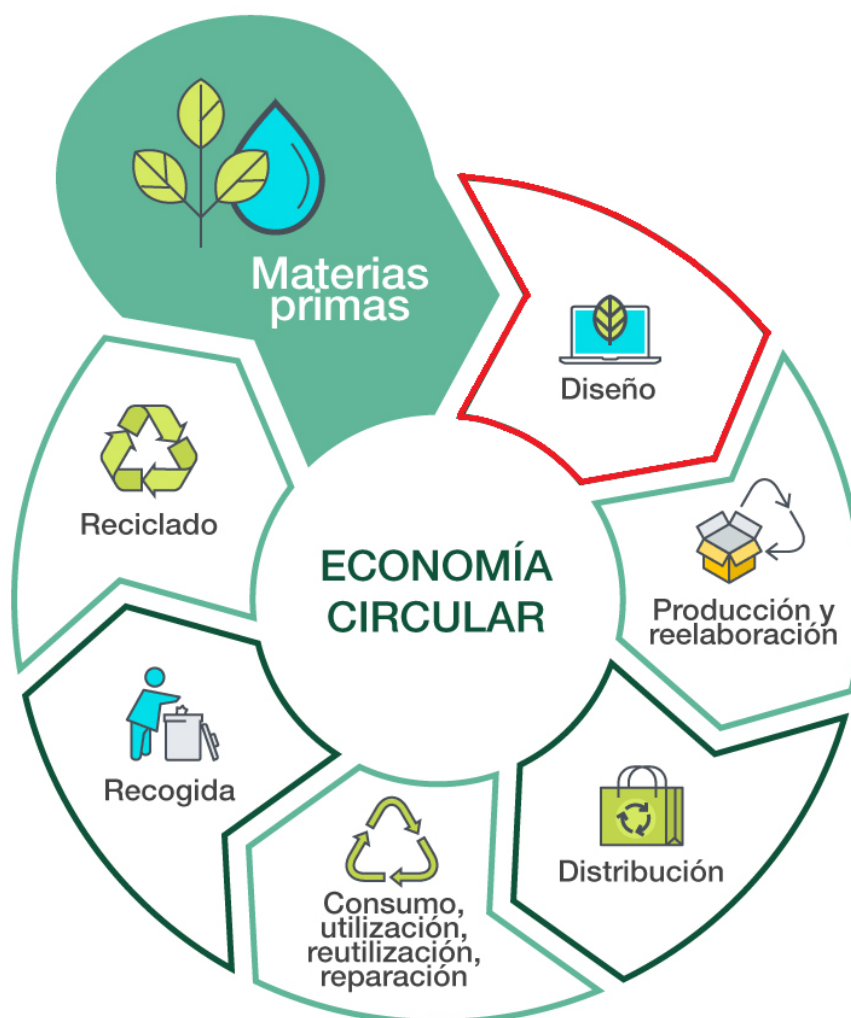 Materias
primas
Diseño
Producción y
reelaboración
Distribución
Consumo,
utilización,
reutilización,
reparación
Recogida
Reciclado
ECONOMÍA
CIRCULAR